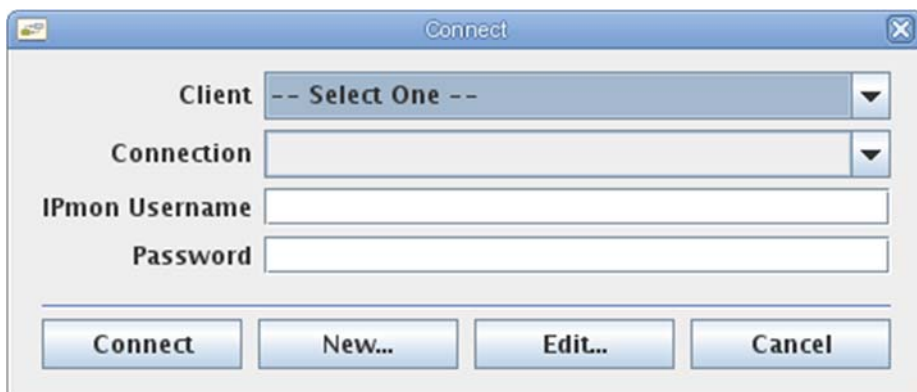 Connect
Client -- Select One --
Connection
IPmon Username
Password
Connect New... Edit... Cancel